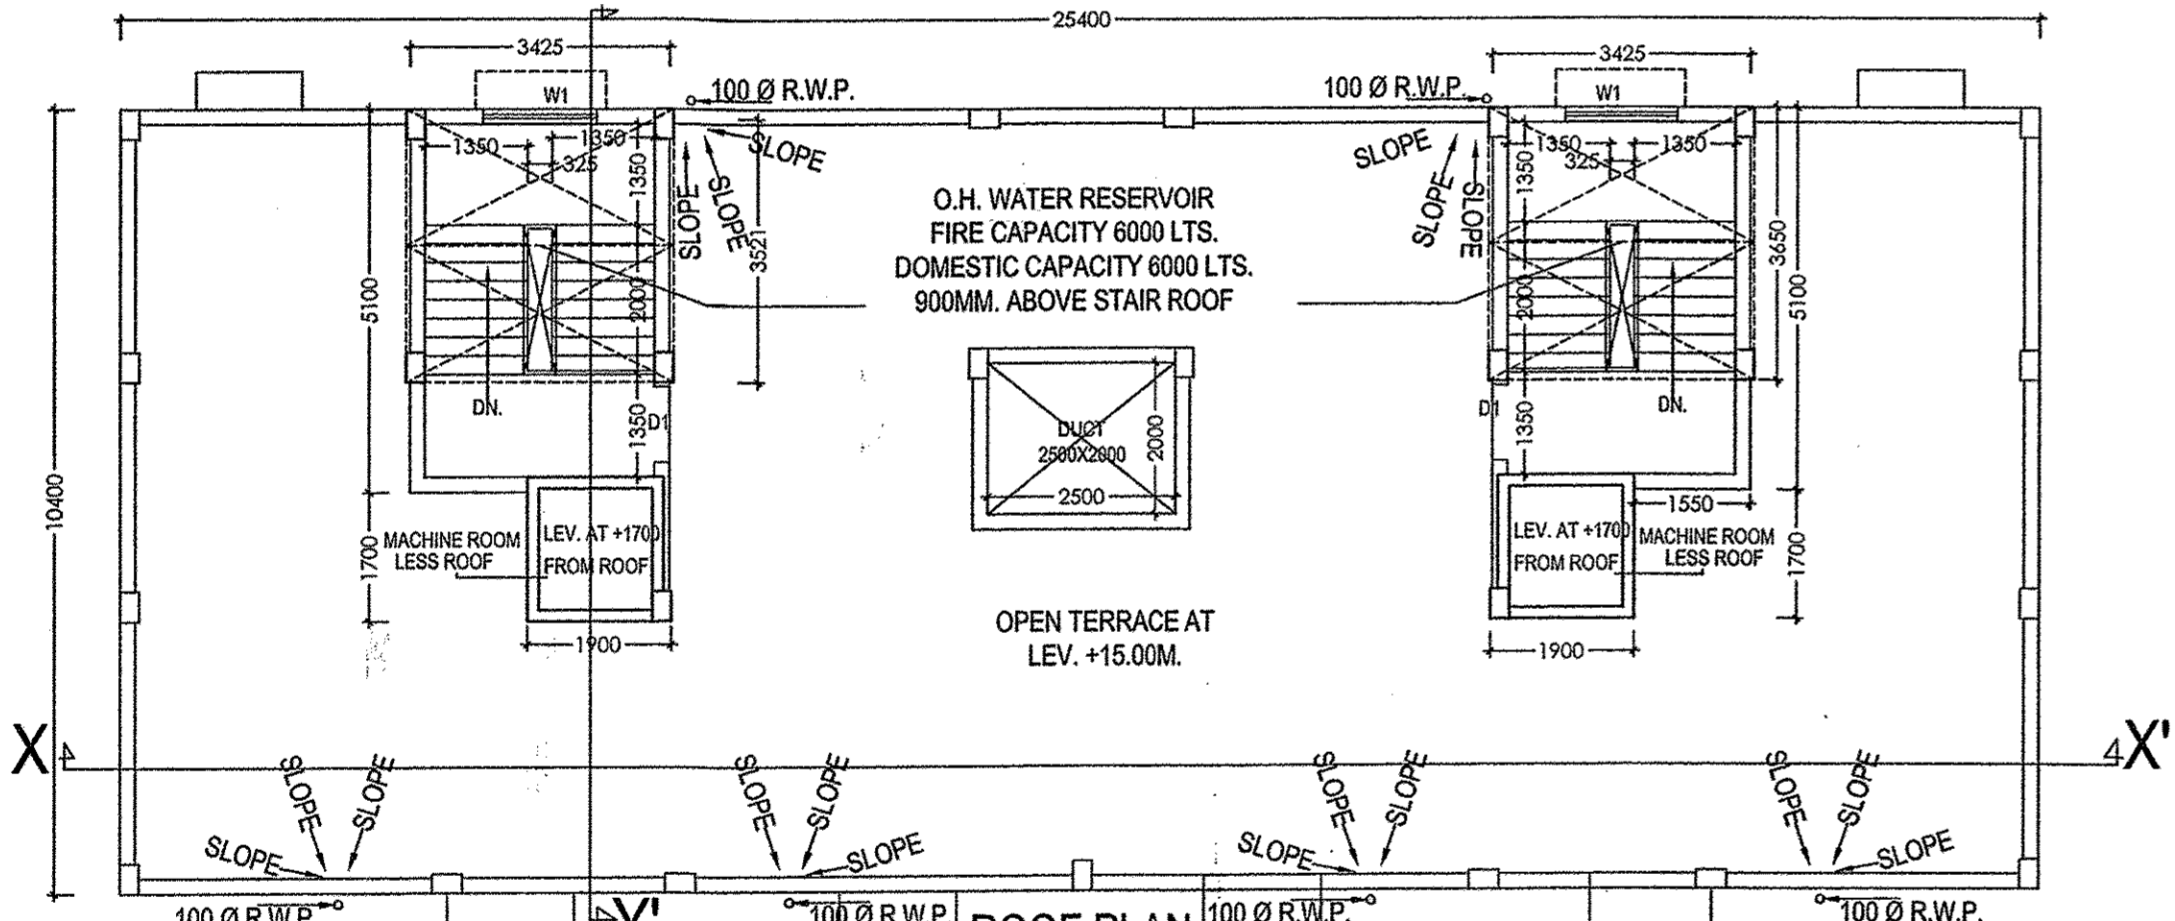 25400
3425
3425
W1
W1
100 Ø R.W.P.
100 Ø R.W.P.
1350
1350
325
1350
SLOPE
SLOPE
SLOPE
3521
2000
5100
DN.
1350
D1
O.H. WATER RESERVOIR
FIRE CAPACITY 6000 LTS.
DOMESTIC CAPACITY 6000 LTS.
900MM. ABOVE STAIR ROOF
SLOPE
SLOPE
SLOPE
1350
1350
325
1350
2000
3650
5100
D1
1350
DN.
DUCT
2500X2000
2000
2500
10400
1700
MACHINE ROOM
LESS ROOF
LEV. AT +1700
FROM ROOF
1900
1550
LEV. AT +1700
FROM ROOF
MACHINE ROOM
LESS ROOF
1700
1900
OPEN TERRACE AT
LEV. +15.00M.
X
X'
SLOPE
SLOPE
SLOPE
SLOPE
SLOPE
SLOPE
SLOPE
SLOPE
SLOPE
SLOPE
SLOPE
SLOPE
100 Ø R.W.P.
Y'
100 Ø R.W.P.
ROOF PLAN
100 Ø R.W.P.
100 Ø R.W.P.